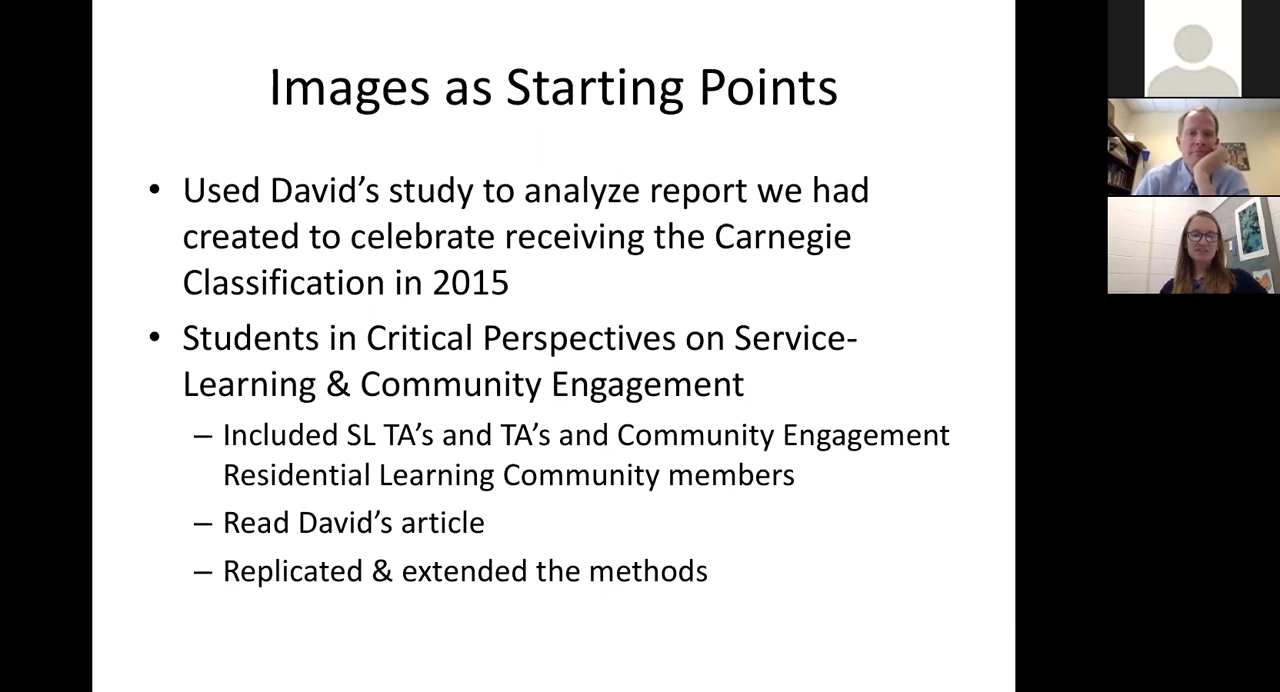 Images as Starting Points
• Used David’s study to analyze report we had
created to celebrate receiving the Carnegie
Classification in 2015
• Students in Critical Perspectives on Service-
Learning & Community Engagement
– Included SL TA’s and TA’s and Community Engagement
Residential Learning Community members
– Read David’s article
– Replicated & extended the methods